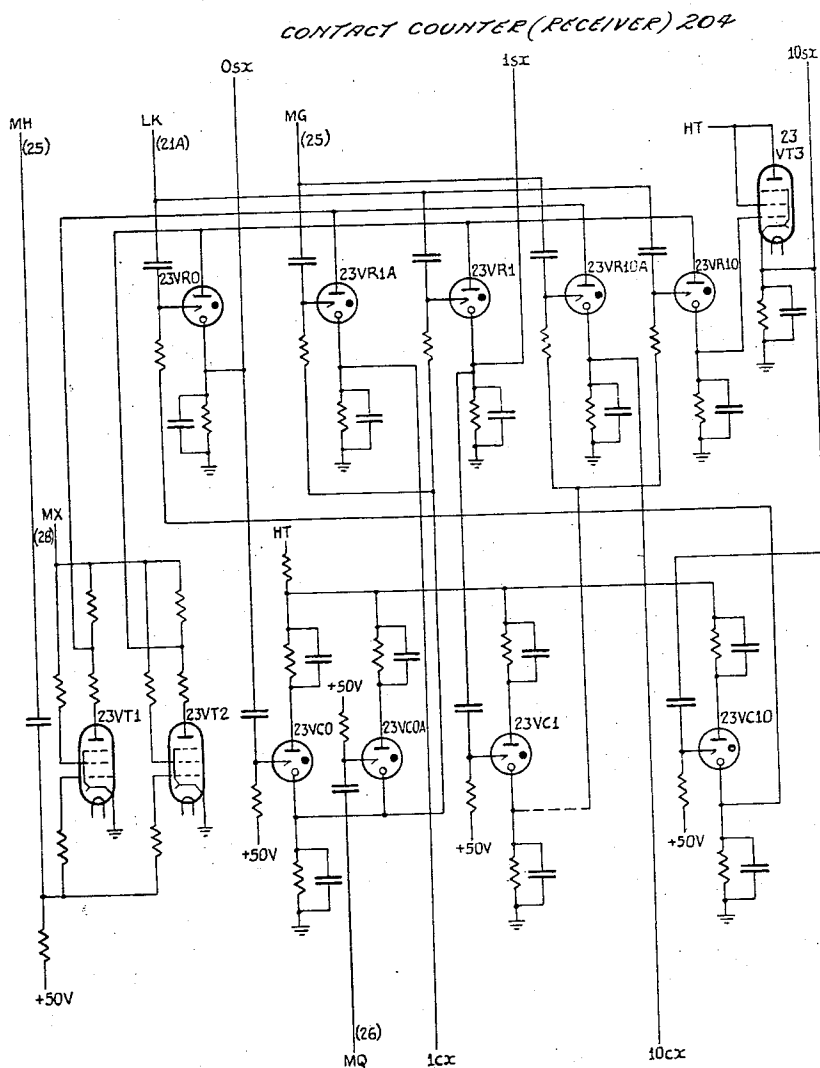 CONTACT COUNTER (RECEIVER) 204
0sx
1sx
10sx
MH
(25)
LK
(21A)
MG
(25)
HT
23
VT3
23VR0
23VR1A
23VR1
23VR10A
23VR10
MX
(28)
HT
+50V
23VT1
23VT2
23VC0
23VC0A
23VC1
23VC10
+50V
+50V
+50V
+50V
(26)
MQ
1cx
10cx